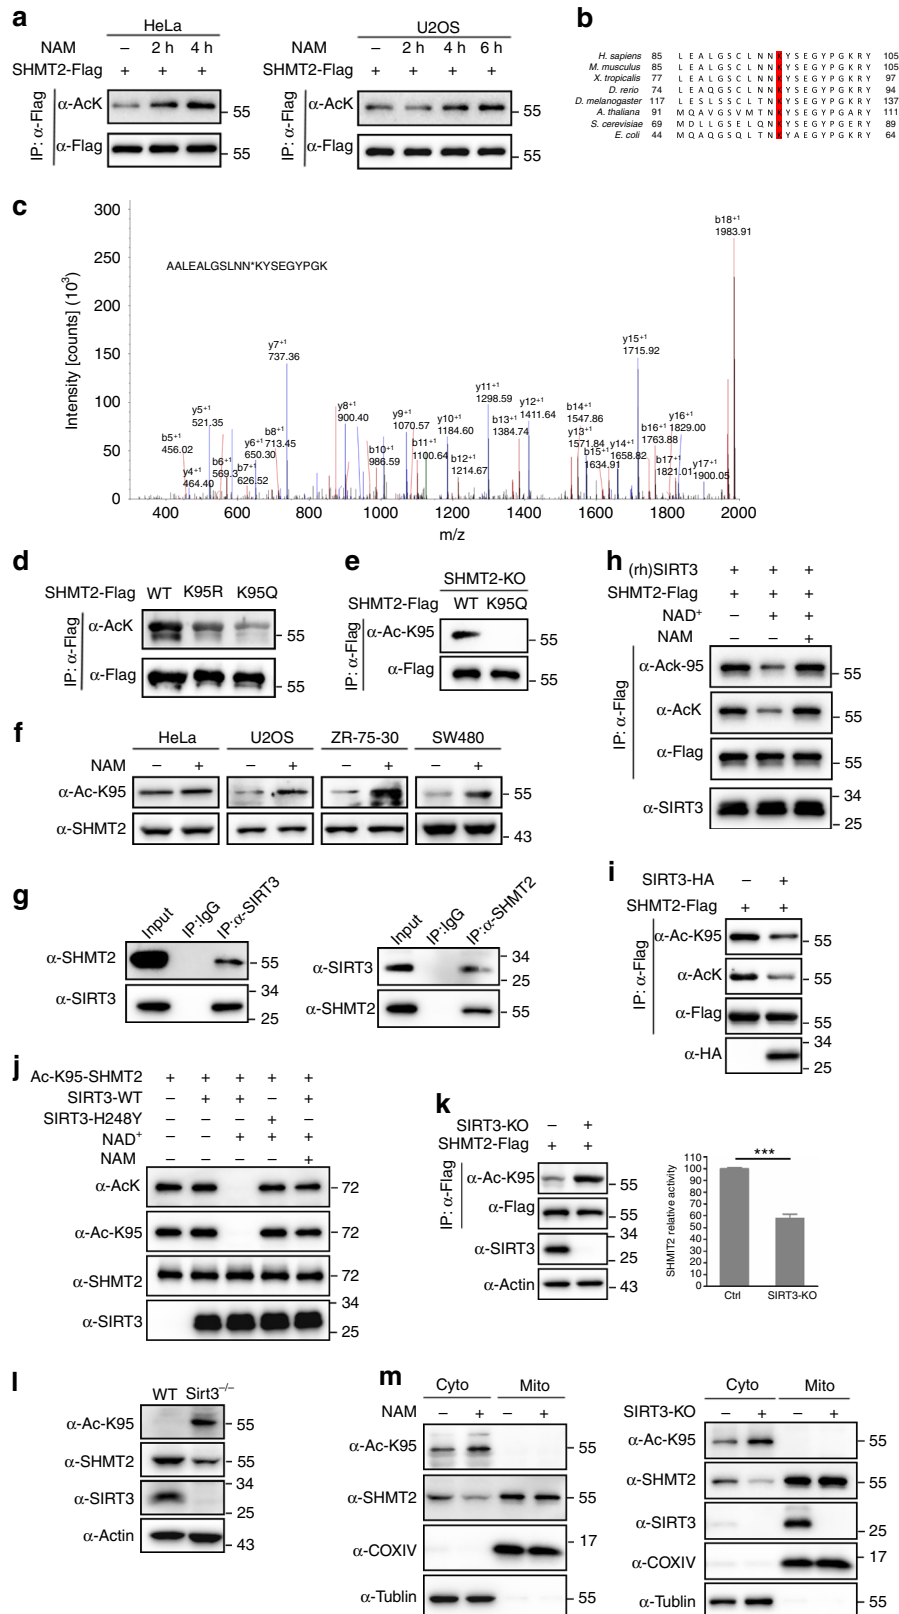 a
HeLa
NAM – 2 h 4 h
SHMT2-Flag + + +
IP: α-Flag
α-AcK 55
α-Flag 55
U2OS
NAM – 2 h 4 h 6 h
SHMT2-Flag + + + +
IP: α-Flag
α-AcK 55
α-Flag 55
b
H. sapiens 85 L E A L G S C L N N K Y S E G Y P G K R Y 105
M. musculus 85 L E A L G S C L N N K Y S E G Y P G K R Y 105
X. tropicalis 77 L E A L G S C L N N K Y S E G Y P G K R Y 97
D. rerio 74 L E A L G S C L N N K Y S E G Y P G K R Y 94
D. melanogaster 117 L E S L S S C L T N K Y S E G Y P G K R Y 137
A. thaliana 91 M Q A V G S V M T N K Y S E G Y P G A R Y 111
S. cerevisiae 69 M D L L G S E L Q N K Y S E G Y P G E R Y 89
E. coli 44 M Q A Q G S Q L T N K Y A E G Y P G K R Y 64
c
Intensity [counts] (10³)
300
250
200
150
100
50
0
AALEALGSLNN*KYSEGYPGK
b5+1 456.02
y4+1 464.40
y5+1 521.35
b6+1 569.3
b7+1 626.52
y6+1 650.30
b8+1 713.45
y7+1 737.36
y8+1 900.40
b10+1 986.59
y9+1 1070.57
b11+1 1100.64
y10+1 1184.60
b12+1 1214.67
y11+1 1298.59
b13+1 1384.74
y12+1 1411.64
b14+1 1547.86
y13+1 1571.84
b15+1 1634.91
y14+1 1658.82
y15+1 1715.92
b16+1 1763.88
b17+1 1821.01
y16+1 1829.00
y17+1 1900.05
b18+1 1983.91
400 600 800 1000 1200 1400 1600 1800 2000
m/z
d
SHMT2-Flag WT K95R K95Q
IP: α-Flag
α-AcK 55
α-Flag 55
e
SHMT2-KO
SHMT2-Flag WT K95Q
IP: α-Flag
α-Ac-K95 55
α-Flag 55
f
HeLa U2OS ZR-75-30 SW480
NAM – + – + – + – +
α-Ac-K95 55
α-SHMT2 43
g
Input IP:IgG IP:α-SIRT3
α-SHMT2 55
α-SIRT3 34
25
Input IP:IgG IP:α-SHMT2
α-SIRT3 34
25
α-SHMT2 55
h
(rh)SIRT3 + + +
SHMT2-Flag + + +
NAD+ – + +
NAM – – +
IP: α-Flag
α-Ack-95 55
α-AcK 55
α-Flag 55
α-SIRT3 34
25
i
SIRT3-HA – +
SHMT2-Flag + +
IP: α-Flag
α-Ac-K95 55
α-AcK 55
α-Flag 55
α-HA 34
25
j
Ac-K95-SHMT2 + + + + +
SIRT3-WT – + + – +
SIRT3-H248Y – – – + –
NAD+ – – + + +
NAM – – – – +
α-AcK 72
α-Ac-K95 72
α-SHMT2 72
α-SIRT3 34
25
k
SIRT3-KO – +
SHMT2-Flag + +
IP: α-Flag
α-Ac-K95 55
α-Flag 55
α-SIRT3 34
25
α-Actin 43
SHMIT2 relative activity
110
100
90
80
70
60
50
40
30
20
10
0
***
Ctrl SIRT3-KO
l
WT Sirt3–/–
α-Ac-K95 55
α-SHMT2 55
α-SIRT3 34
25
α-Actin 43
m
Cyto Mito
NAM – + – +
α-Ac-K95 55
α-SHMT2 55
α-COXIV 17
α-Tublin 55
Cyto Mito
SIRT3-KO – + – +
α-Ac-K95 55
α-SHMT2 55
α-SIRT3 25
α-COXIV 17
α-Tublin 55